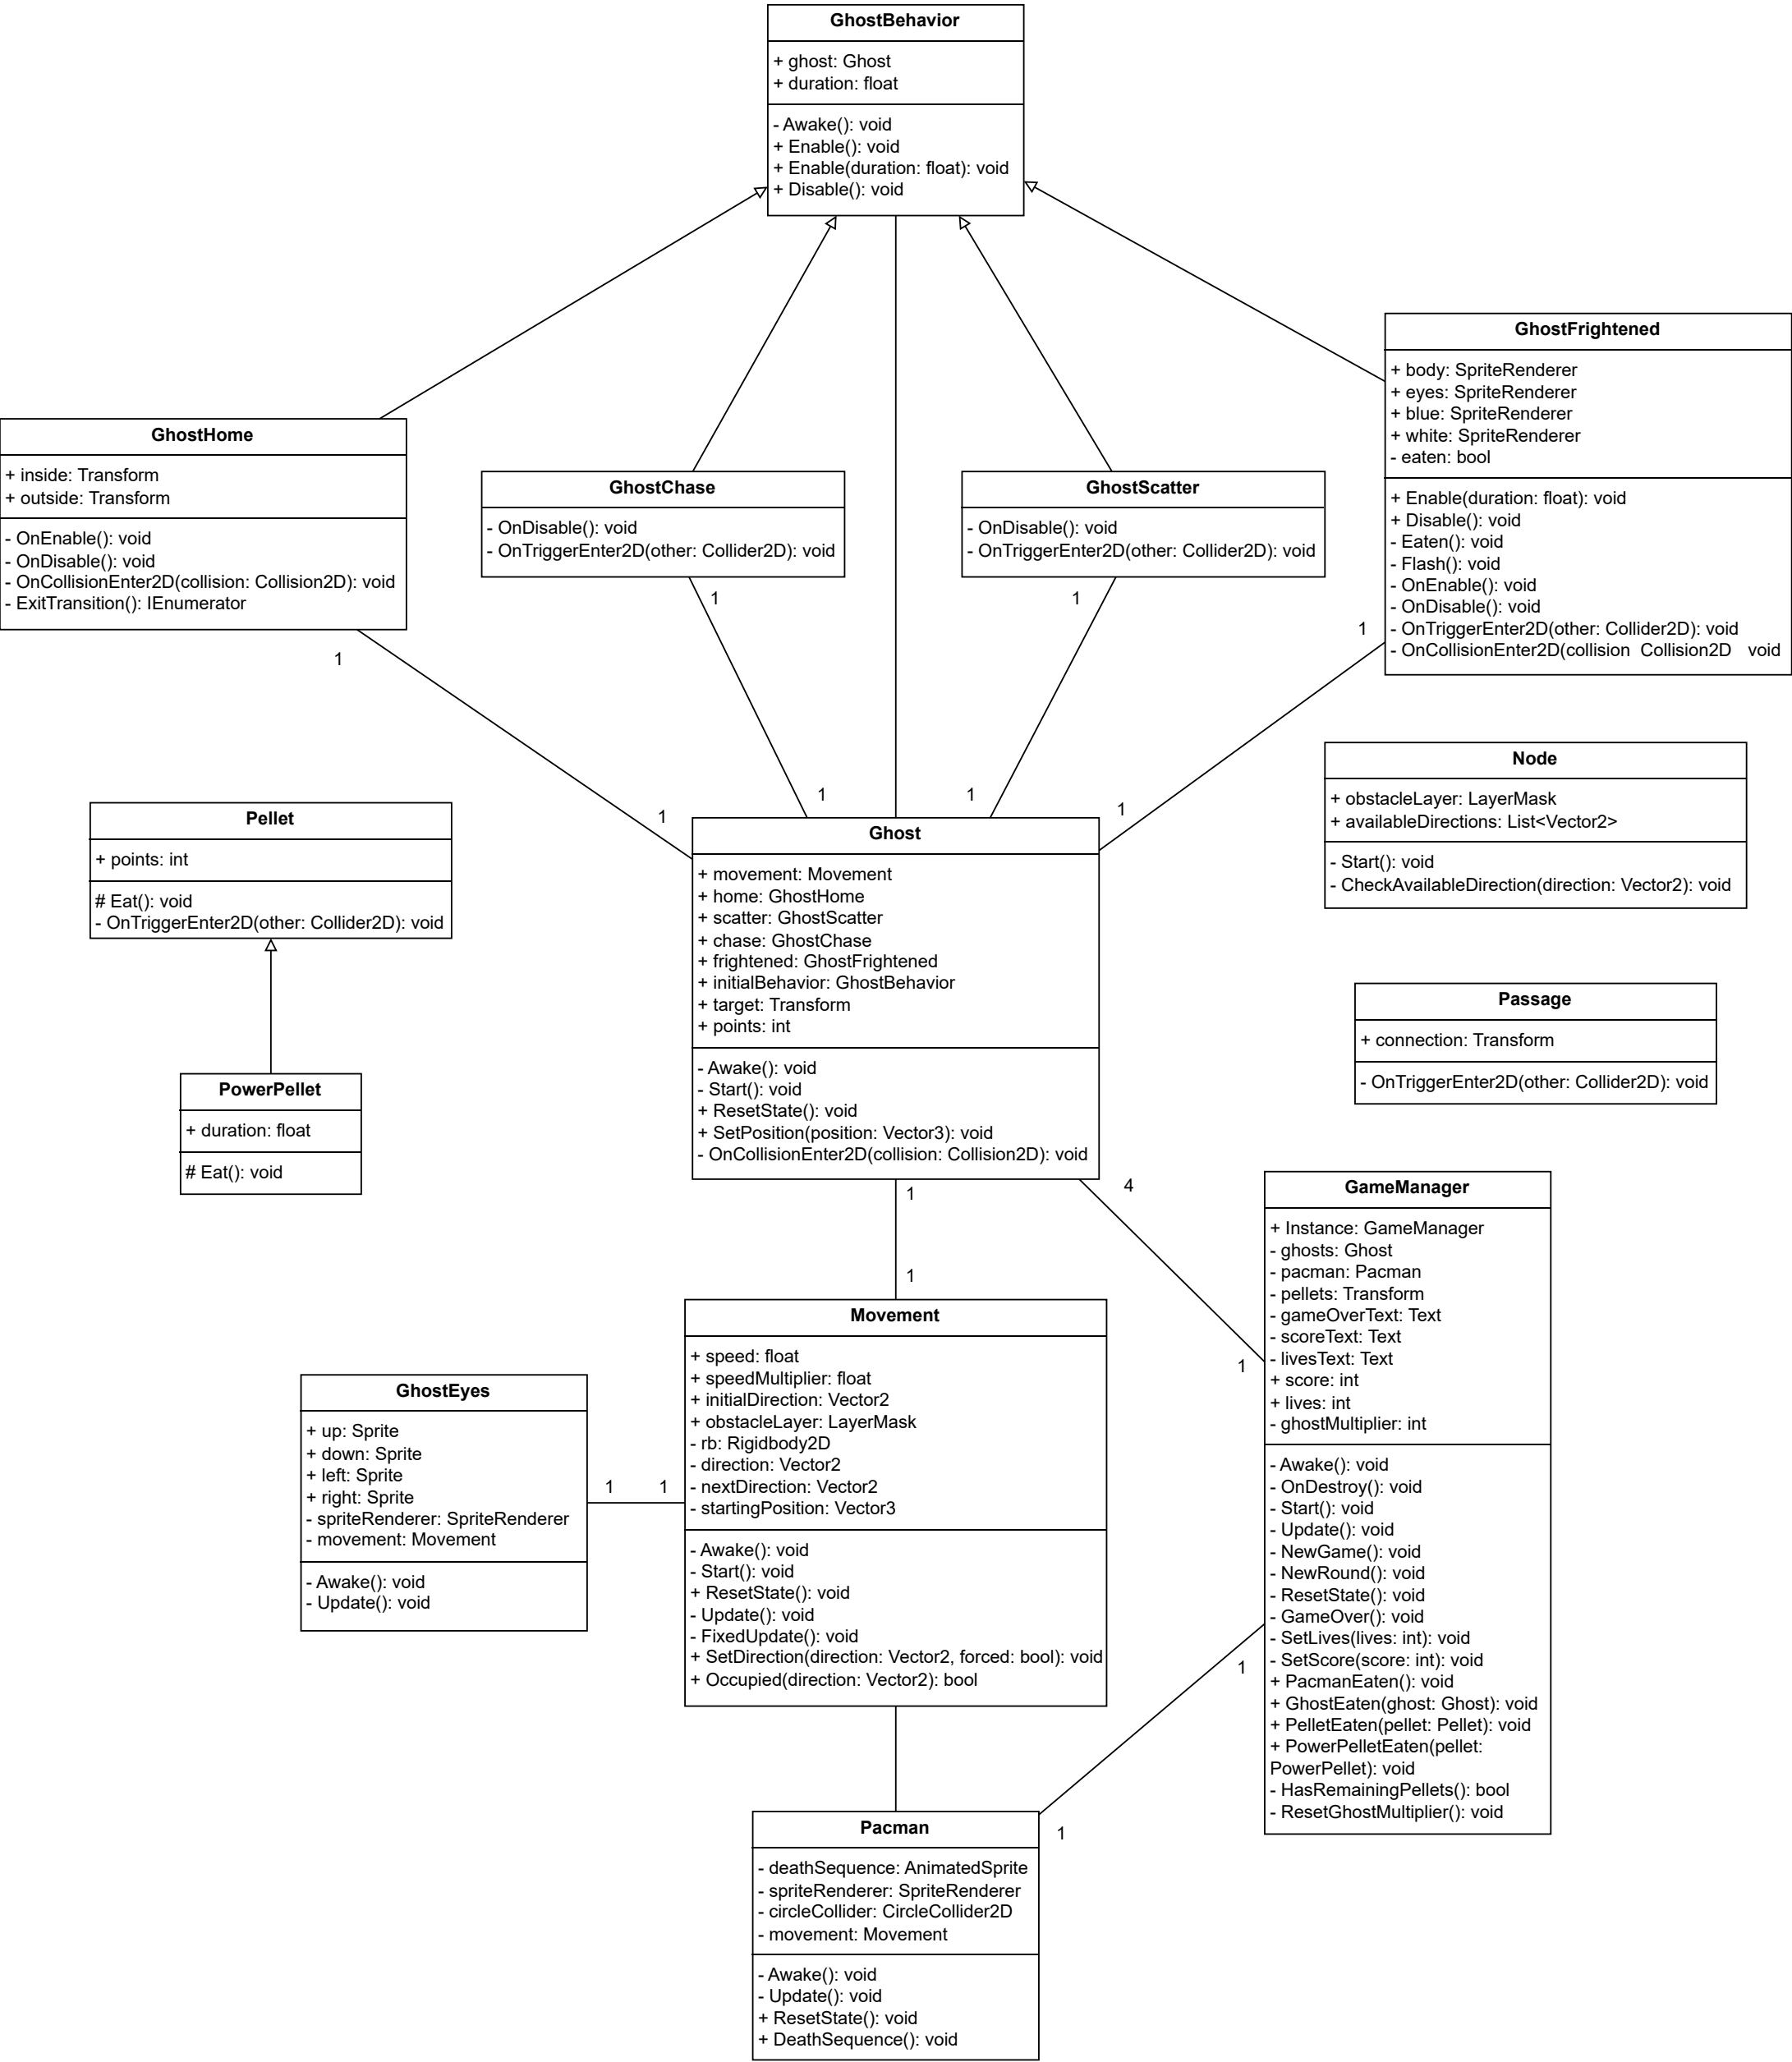 GhostBehavior
+ ghost: Ghost
+ duration: float
- Awake(): void
+ Enable(): void
+ Enable(duration: float): void
+ Disable(): void
GhostFrightened
+ body: SpriteRenderer
+ eyes: SpriteRenderer
+ blue: SpriteRenderer
+ white: SpriteRenderer
- eaten: bool
+ Enable(duration: float): void
+ Disable(): void
- Eaten(): void
- Flash(): void
- OnEnable(): void
- OnDisable(): void
- OnTriggerEnter2D(other: Collider2D): void
- OnCollisionEnter2D(collision Collision2D void
GhostHome
+ inside: Transform
+ outside: Transform
- OnEnable(): void
- OnDisable(): void
- OnCollisionEnter2D(collision: Collision2D): void
- ExitTransition(): IEnumerator
GhostChase
- OnDisable(): void
- OnTriggerEnter2D(other: Collider2D): void
GhostScatter
- OnDisable(): void
- OnTriggerEnter2D(other: Collider2D): void
1
1
1
1
1
1
1
1
Node
+ obstacleLayer: LayerMask
+ availableDirections: List<Vector2>
- Start(): void
- CheckAvailableDirection(direction: Vector2): void
Pellet
+ points: int
# Eat(): void
- OnTriggerEnter2D(other: Collider2D): void
Ghost
+ movement: Movement
+ home: GhostHome
+ scatter: GhostScatter
+ chase: GhostChase
+ frightened: GhostFrightened
+ initialBehavior: GhostBehavior
+ target: Transform
+ points: int
- Awake(): void
- Start(): void
+ ResetState(): void
+ SetPosition(position: Vector3): void
- OnCollisionEnter2D(collision: Collision2D): void
Passage
+ connection: Transform
- OnTriggerEnter2D(other: Collider2D): void
PowerPellet
+ duration: float
# Eat(): void
1
4
1
1
GameManager
+ Instance: GameManager
- ghosts: Ghost
- pacman: Pacman
- pellets: Transform
- gameOverText: Text
- scoreText: Text
- livesText: Text
+ score: int
+ lives: int
- ghostMultiplier: int
- Awake(): void
- OnDestroy(): void
- Start(): void
- Update(): void
- NewGame(): void
- NewRound(): void
- ResetState(): void
- GameOver(): void
- SetLives(lives: int): void
- SetScore(score: int): void
+ PacmanEaten(): void
+ GhostEaten(ghost: Ghost): void
+ PelletEaten(pellet: Pellet): void
+ PowerPelletEaten(pellet:
PowerPellet): void
- HasRemainingPellets(): bool
- ResetGhostMultiplier(): void
Movement
+ speed: float
+ speedMultiplier: float
+ initialDirection: Vector2
+ obstacleLayer: LayerMask
- rb: Rigidbody2D
- direction: Vector2
- nextDirection: Vector2
- startingPosition: Vector3
- Awake(): void
- Start(): void
+ ResetState(): void
- Update(): void
- FixedUpdate(): void
+ SetDirection(direction: Vector2, forced: bool): void
+ Occupied(direction: Vector2): bool
GhostEyes
+ up: Sprite
+ down: Sprite
+ left: Sprite
+ right: Sprite
- spriteRenderer: SpriteRenderer
- movement: Movement
- Awake(): void
- Update(): void
1
1
1
1
Pacman
- deathSequence: AnimatedSprite
- spriteRenderer: SpriteRenderer
- circleCollider: CircleCollider2D
- movement: Movement
- Awake(): void
- Update(): void
+ ResetState(): void
+ DeathSequence(): void